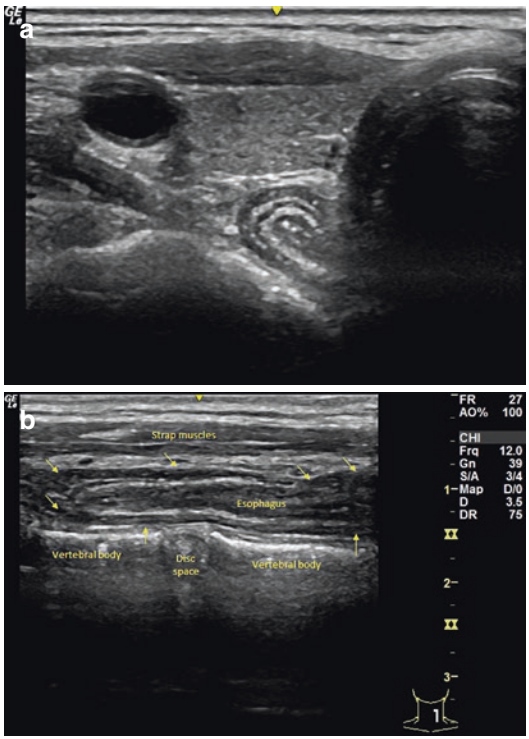 GE
L
a
GE
L
b
FR 27
AO% 100
CHI
Frq 12.0
Gn 39
S/A 3/4
Map D/0
D 3.5
DR 75
Strap muscles
Esophagus
1
Vertebral body
Disc
space
Vertebral body
2
3
1